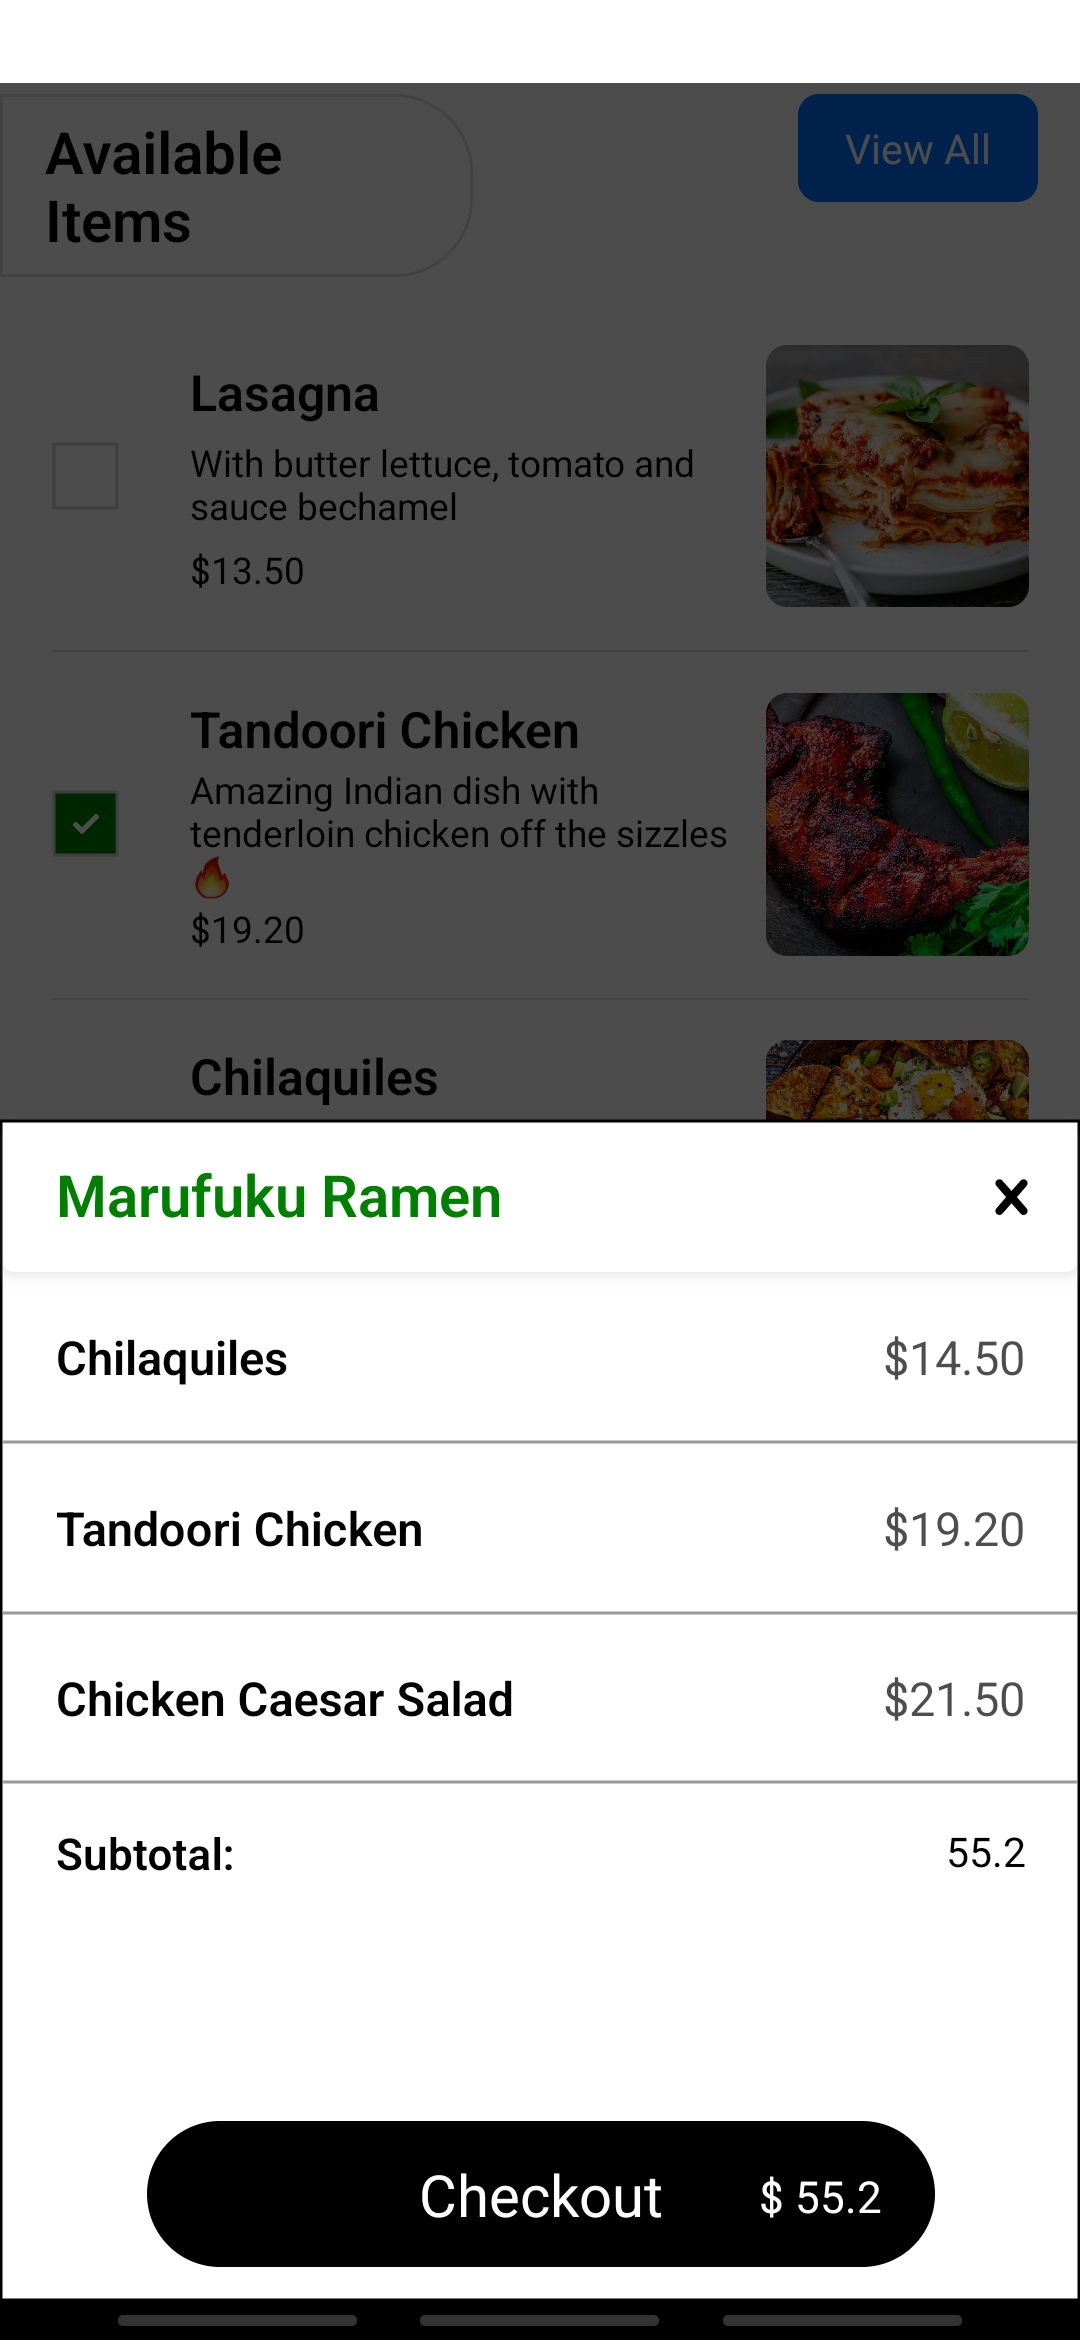 Available
Items
View All
Lasagna
With butter lettuce, tomato and
sauce bechamel
$13.50
Tandoori Chicken
Amazing Indian dish with
tenderloin chicken off the sizzles
🔥
$19.20
Chilaquiles
Marufuku Ramen
Chilaquiles $14.50
Tandoori Chicken $19.20
Chicken Caesar Salad $21.50
Subtotal: 55.2
Checkout $ 55.2